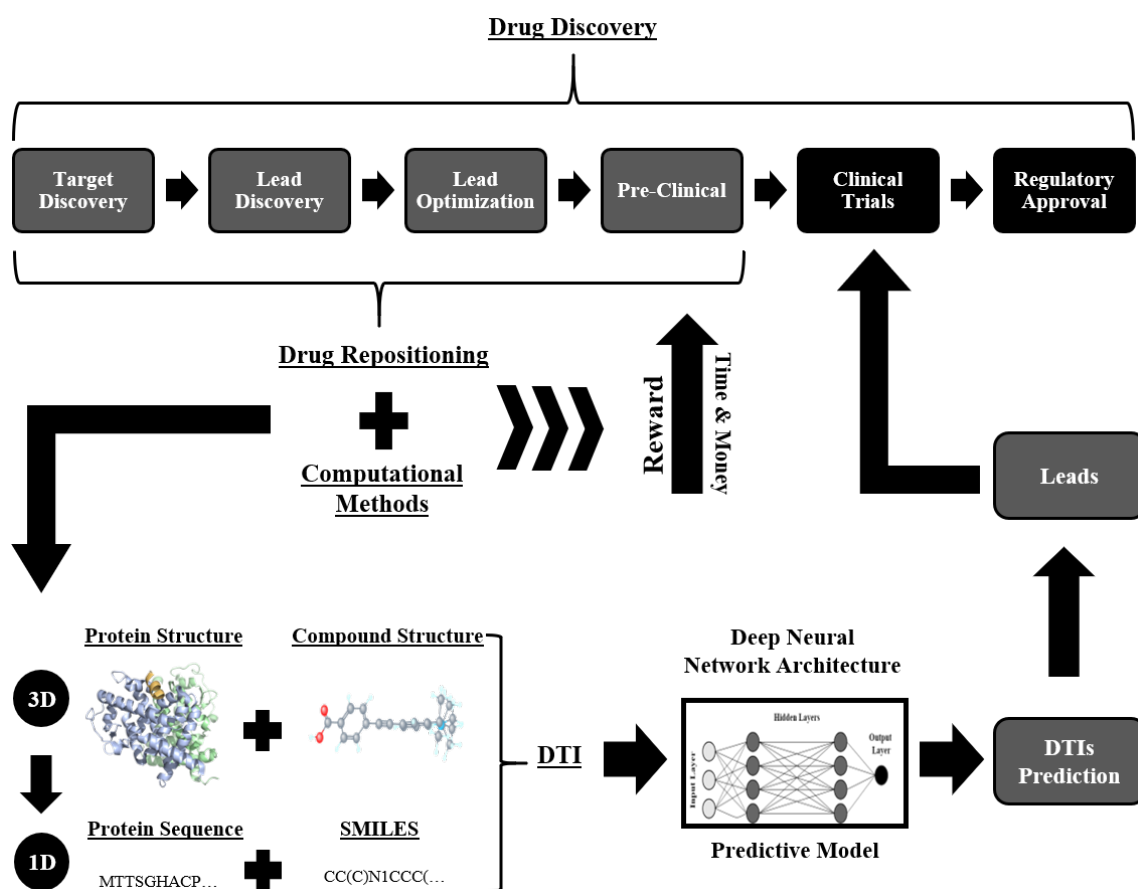 Drug Discovery
Target
Discovery
Lead
Discovery
Lead
Optimization
Pre-Clinical
Clinical
Trials
Regulatory
Approval
Drug Repositioning
Computational
Methods
Reward
Time & Money
Leads
Protein Structure
Compound Structure
3D
Deep Neural
Network Architecture
Hidden Layers
Output
Layer
Input Layer
DTI
DTIs
Prediction
Predictive Model
Protein Sequence
SMILES
1D
MTTSGHACP…
CC(C)N1CCC(…